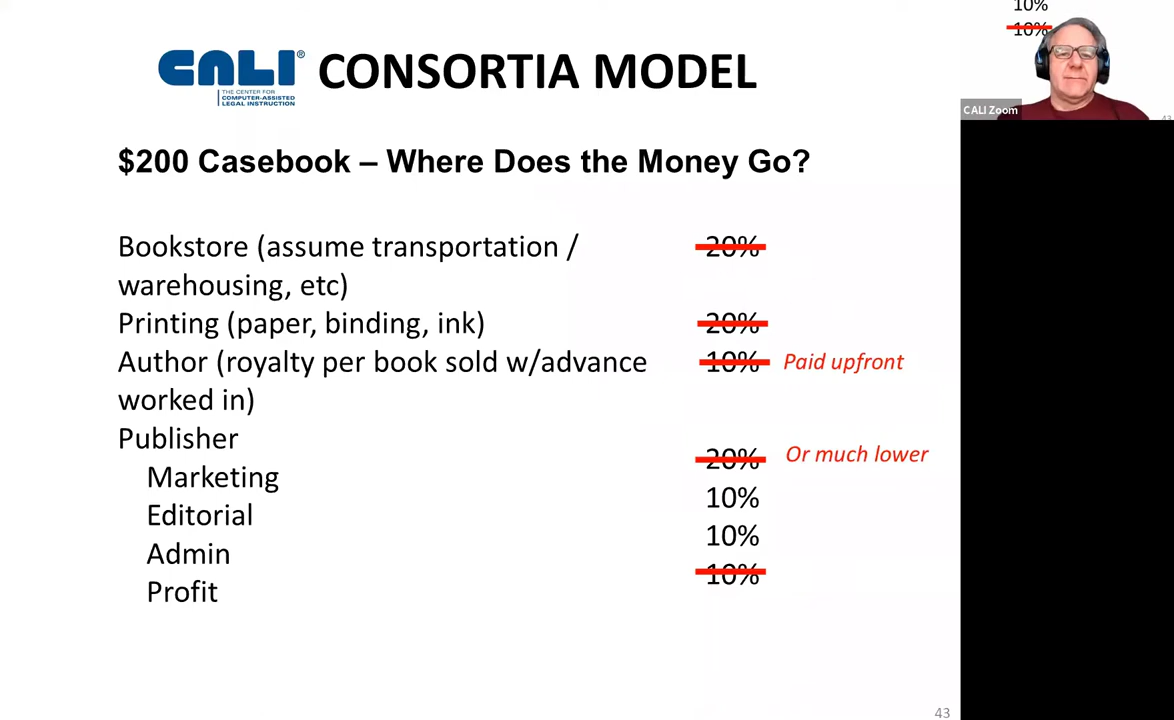 10%
10%
CALI® CONSORTIA MODEL
THE CENTER FOR
COMPUTER-ASSISTED
LEGAL INSTRUCTION
CALI Zoom
43
$200 Casebook – Where Does the Money Go?
Bookstore (assume transportation / 20%
warehousing, etc)
Printing (paper, binding, ink) 20%
Author (royalty per book sold w/advance 10% Paid upfront
worked in)
Publisher
20% Or much lower
Marketing
10%
Editorial
10%
Admin
10%
Profit
43